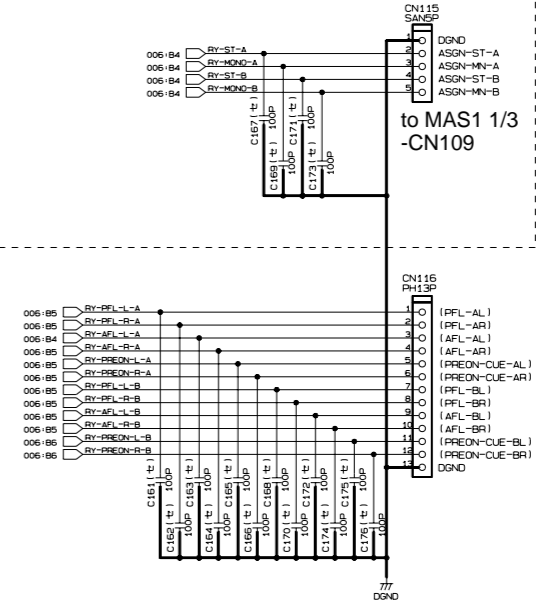 CN115
SAN5P
1 DGND
006:B4 RY-ST-A 2 ASGN-ST-A
006:B4 RY-MONO-A 3 ASGN-MN-A
006:B4 RY-ST-B 4 ASGN-ST-B
006:B4 RY-MONO-B 5 ASGN-MN-B
to MAS1 1/3
-CN109
C167(セ) 100P
C169(セ) 100P
C171(セ) 100P
C173(セ) 100P
CN116
PH13P
006:B5 RY-PFL-L-A 1 (PFL-AL)
006:B5 RY-PFL-R-A 2 (PFL-AR)
006:B4 RY-AFL-L-A 3 (AFL-AL)
006:B5 RY-AFL-R-A 4 (AFL-AR)
006:B5 RY-PREON-L-A 5 (PREON-CUE-AL)
006:B5 RY-PREON-R-A 6 (PREON-CUE-AR)
006:B5 RY-PFL-L-B 7 (PFL-BL)
006:B5 RY-PFL-R-B 8 (PFL-BR)
006:B5 RY-AFL-L-B 9 (AFL-BL)
006:B5 RY-AFL-R-B 10 (AFL-BR)
006:B6 RY-PREON-L-B 11 (PREON-CUE-BL)
006:B6 RY-PREON-R-B 12 (PREON-CUE-BR)
13 DGND
C161(セ) 100P
C162(セ) 100P
C163(セ) 100P
C164(セ) 100P
C165(セ) 100P
C166(セ) 100P
C168(セ) 100P
C170(セ) 100P
C172(セ) 100P
C174(セ) 100P
C175(セ) 100P
C176(セ) 100P
DGND